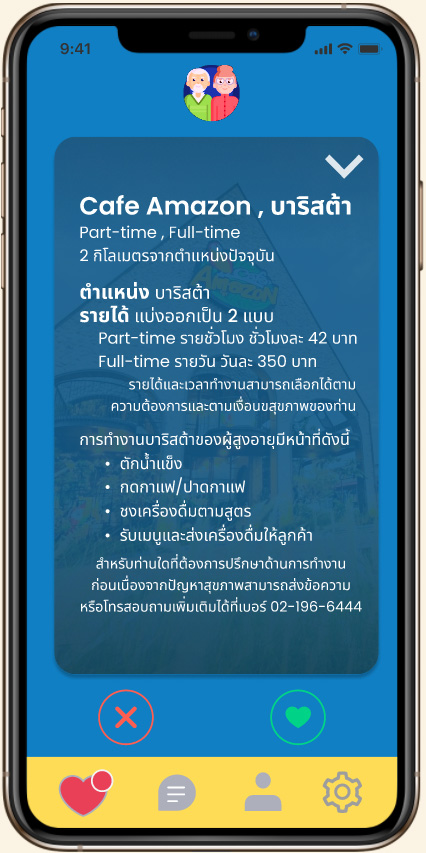 9:41
Cafe Amazon , บาริสต้า
Part-time , Full-time
2 กิโลเมตรจากตำแหน่งปัจจุบัน
ตำแหน่ง บาริสต้า
รายได้ แบ่งออกเป็น 2 แบบ
Part-time รายชั่วโมง ชั่วโมงละ 42 บาท
Full-time รายวัน วันละ 350 บาท
รายได้และเวลาทำงานสามารถเลือกได้ตาม
ความต้องการและตามเงื่อนขสุขภาพของท่าน
การทำงานบาริสต้าของผู้สูงอายุมีหน้าที่ดังนี้
• ตักน้ำแข็ง
• กดกาแฟ/ปาดกาแฟ
• ชงเครื่องดื่มตามสูตร
• รับเมนูและส่งเครื่องดื่มให้ลูกค้า
สำหรับท่านใดที่ต้องการปรึกษาด้านการทำงาน
ก่อนเนื่องจากปัญหาสุขภาพสามารถส่งข้อความ
หรือโทรสอบถามเพิ่มเติมได้ที่เบอร์ 02-196-6444